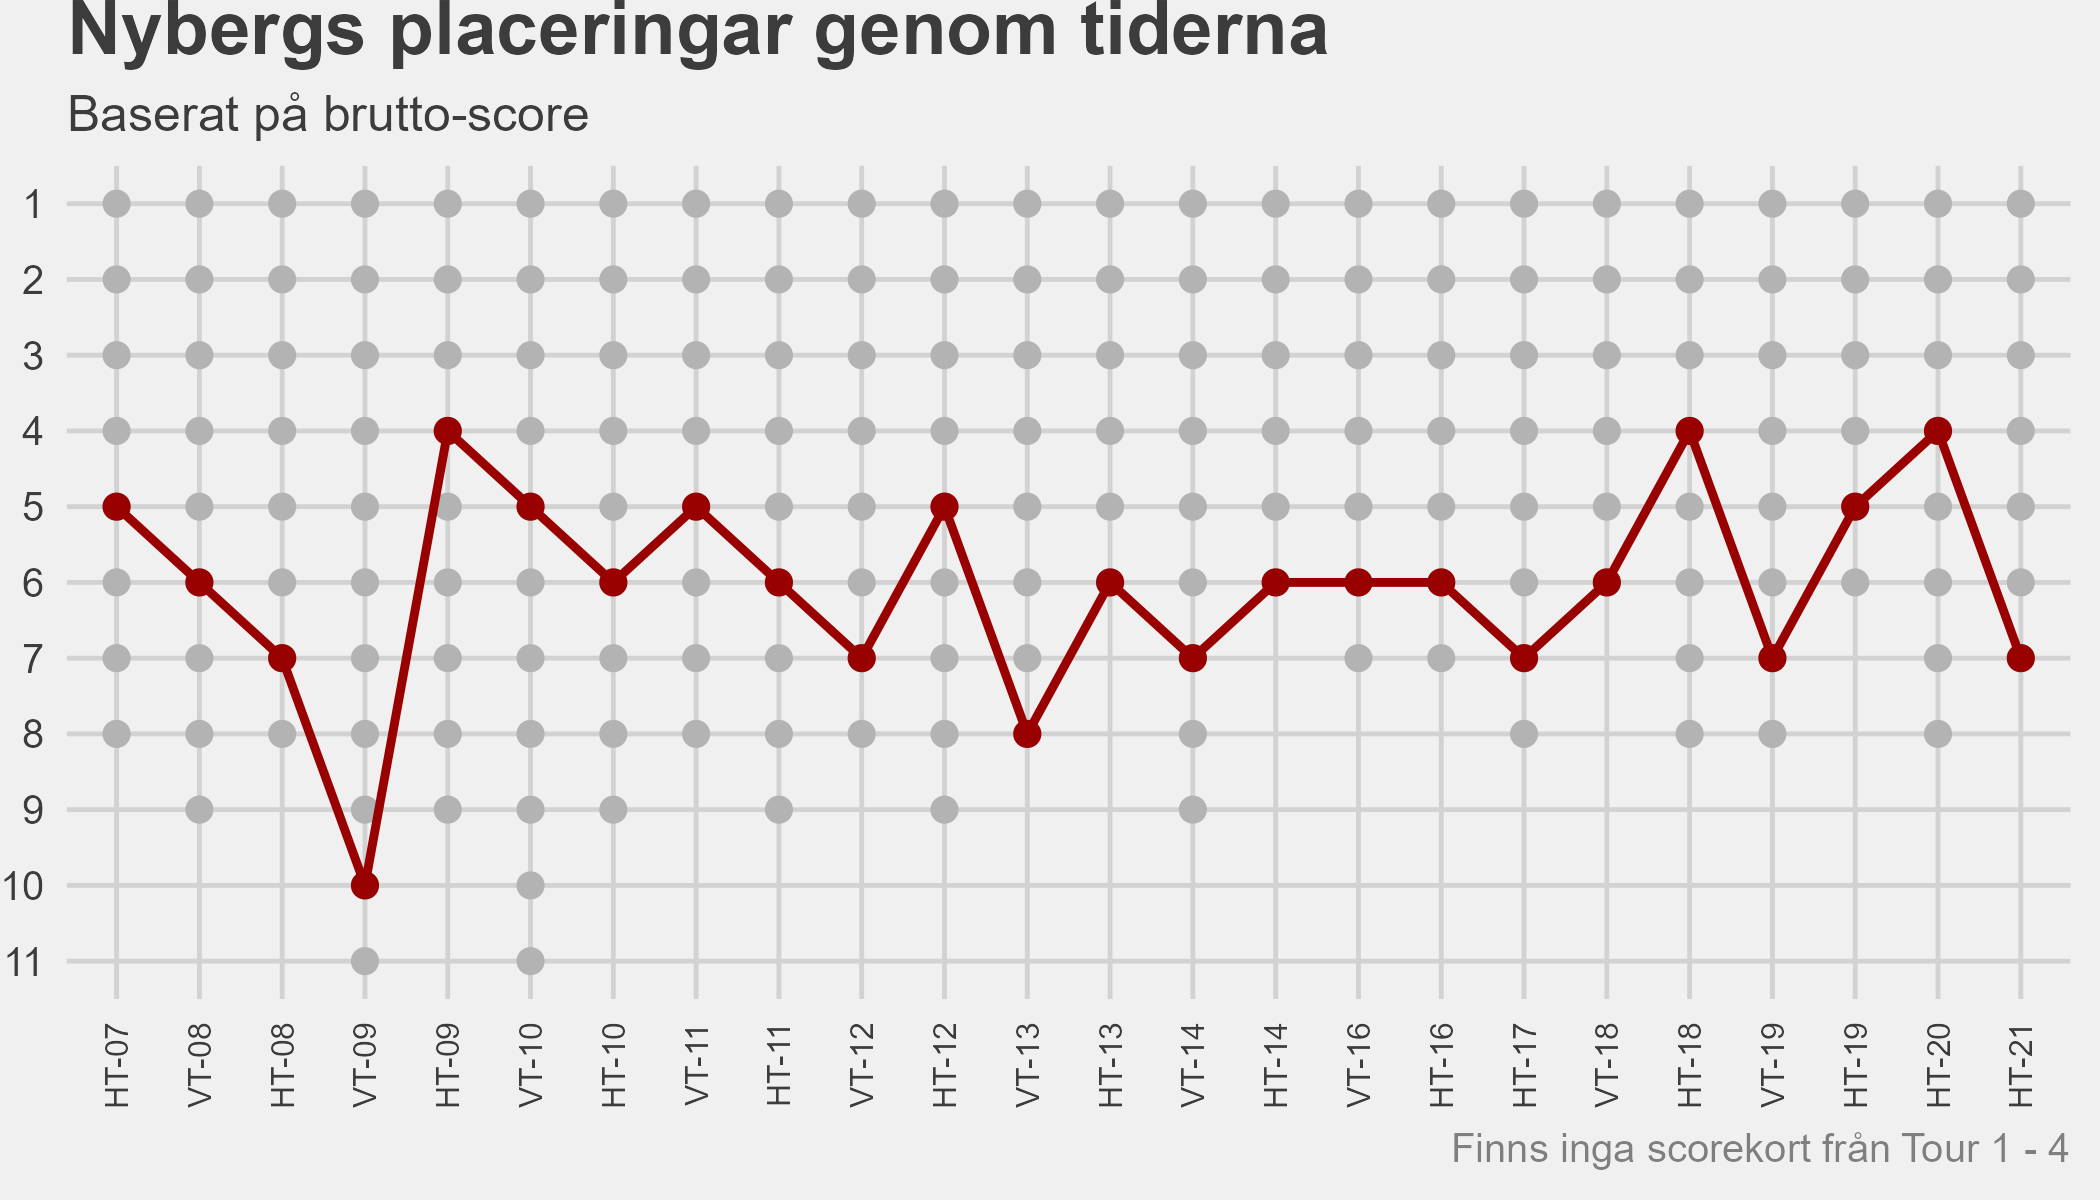 Nybergs placeringar genom tiderna
Baserat på brutto-score
1
2
3
4
5
6
7
8
9
10
11
HT-07
VT-08
HT-08
VT-09
HT-09
VT-10
HT-10
VT-11
HT-11
VT-12
HT-12
VT-13
HT-13
VT-14
HT-14
VT-16
HT-16
HT-17
VT-18
HT-18
VT-19
HT-19
HT-20
HT-21
Finns inga scorekort från Tour 1 - 4